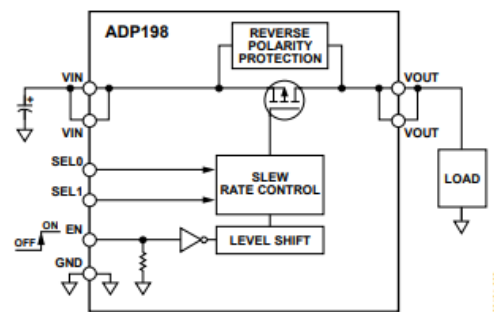 ADP198
REVERSE
POLARITY
PROTECTION
VIN
VOUT
VIN
VOUT
SEL0
SLEW
RATE CONTROL
SEL1
LOAD
ON
OFF
EN
LEVEL SHIFT
GND